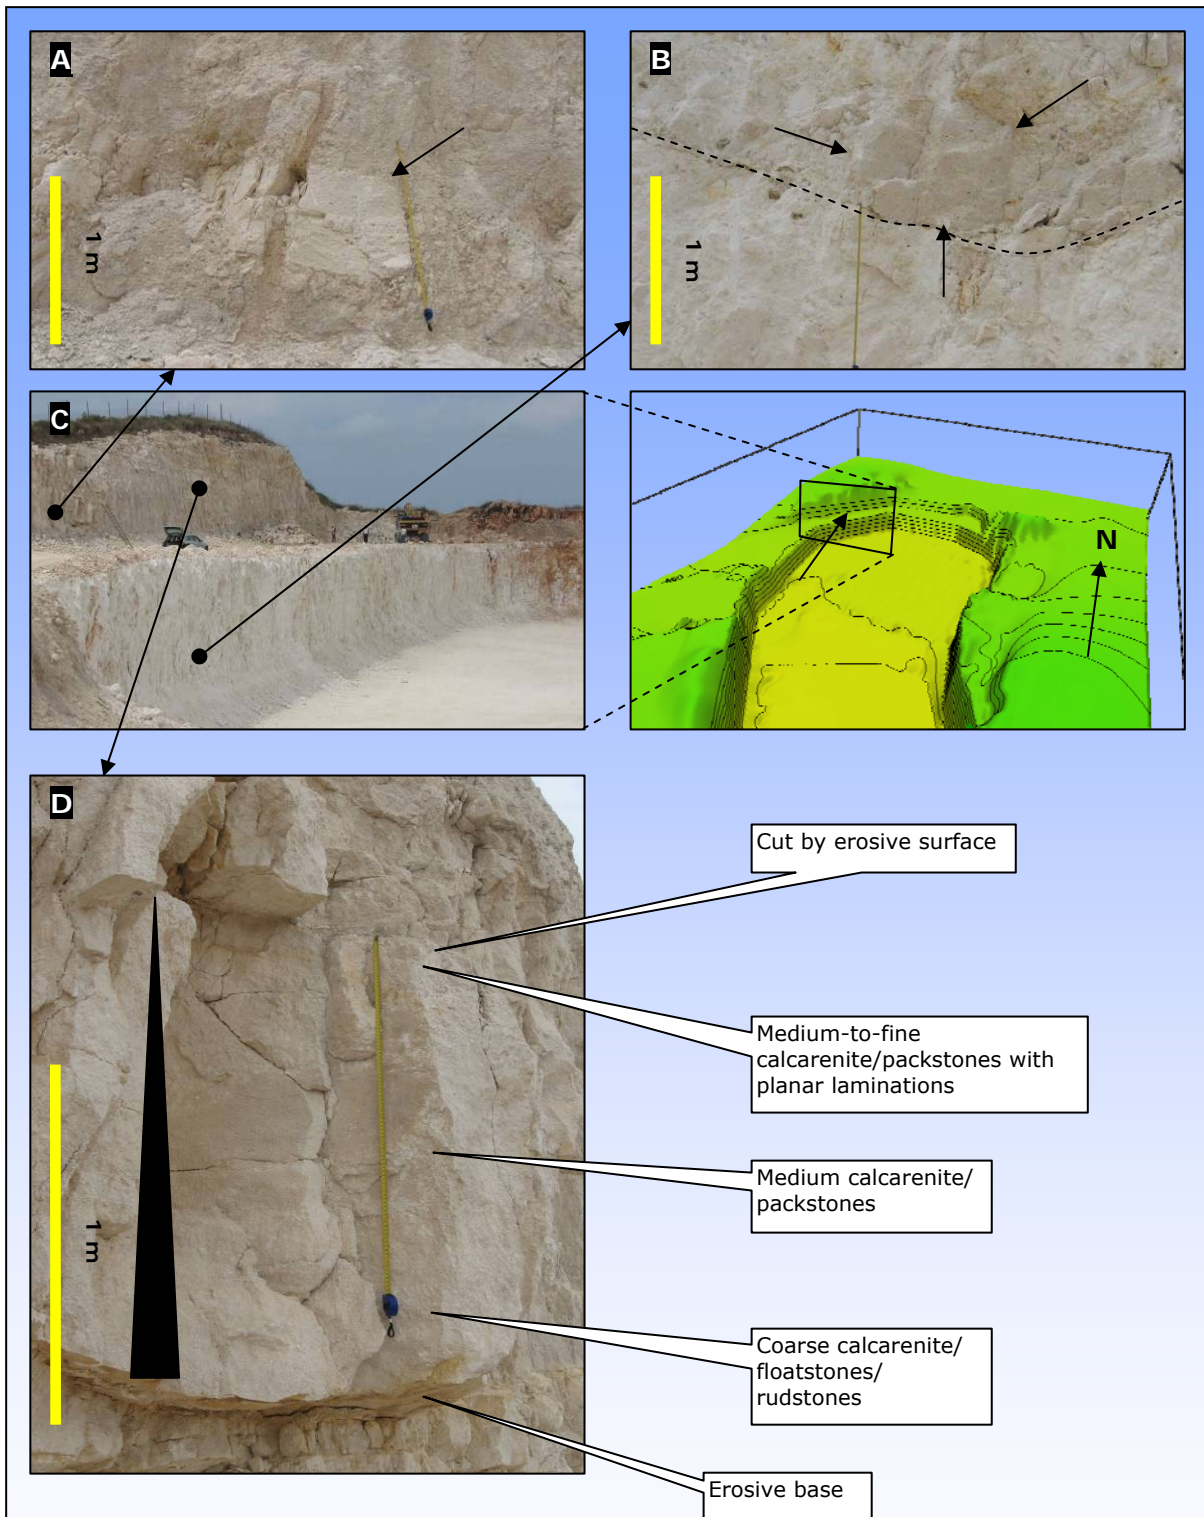 A
1 m
B
1 m
C
N
D
1 m
Cut by erosive surface
Medium-to-fine
calcarenite/packstones with
planar laminations
Medium calcarenite/
packstones
Coarse calcarenite/
floatstones/
rudstones
Erosive base